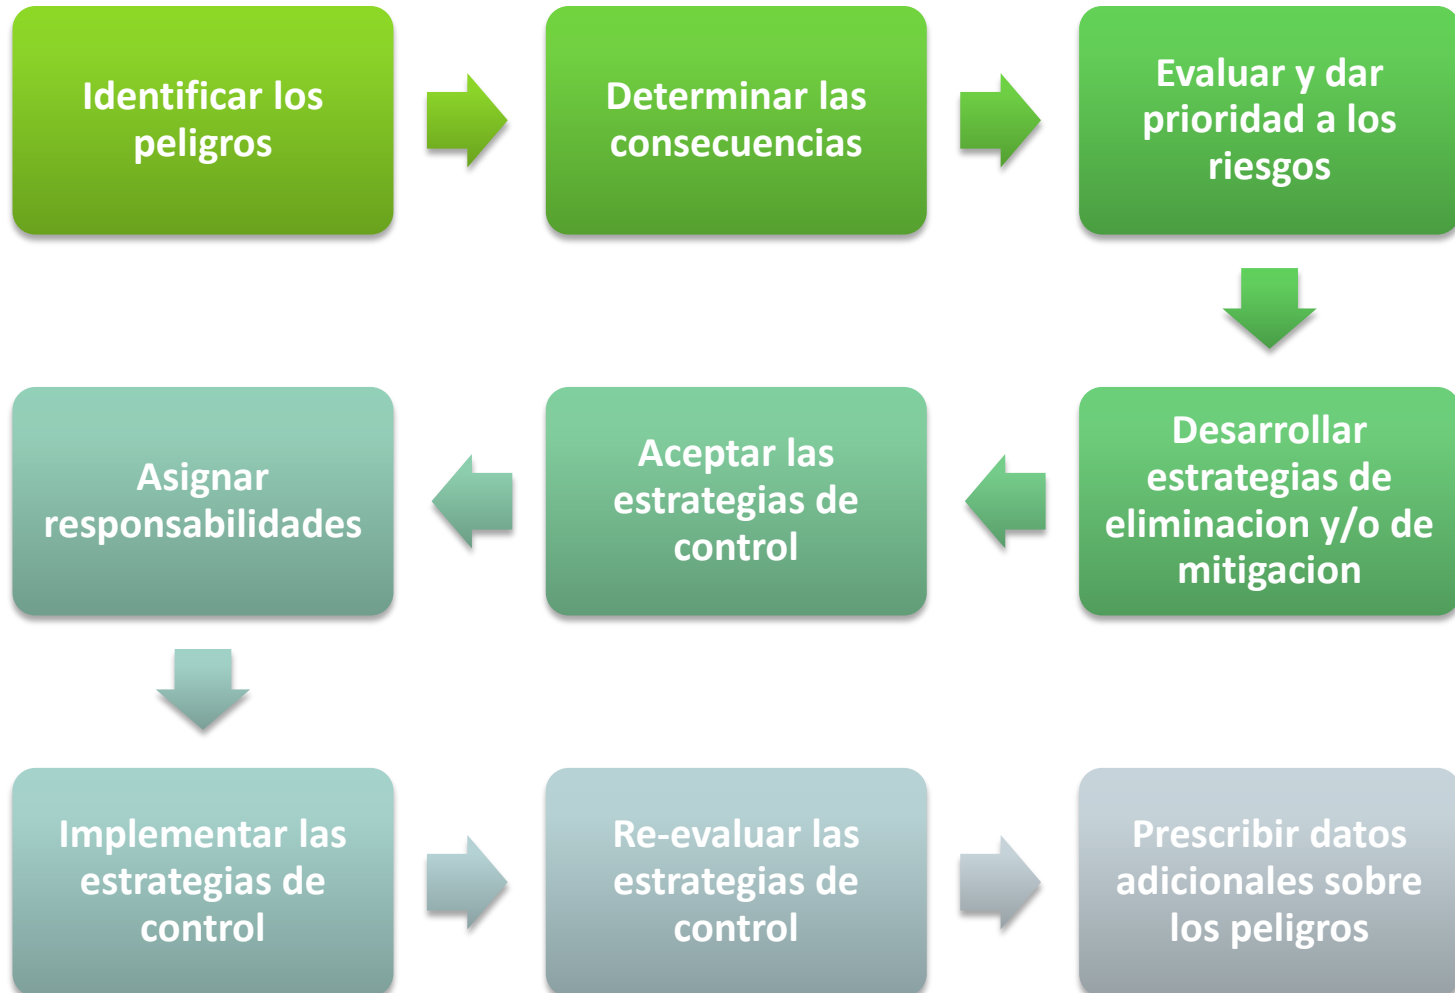 Identificar los
peligros
Determinar las
consecuencias
Evaluar y dar
prioridad a los
riesgos
Desarrollar
estrategias de
eliminacion y/o de
mitigacion
Aceptar las
estrategias de
control
Asignar
responsabilidades
Implementar las
estrategias de
control
Re-evaluar las
estrategias de
control
Prescribir datos
adicionales sobre
los peligros